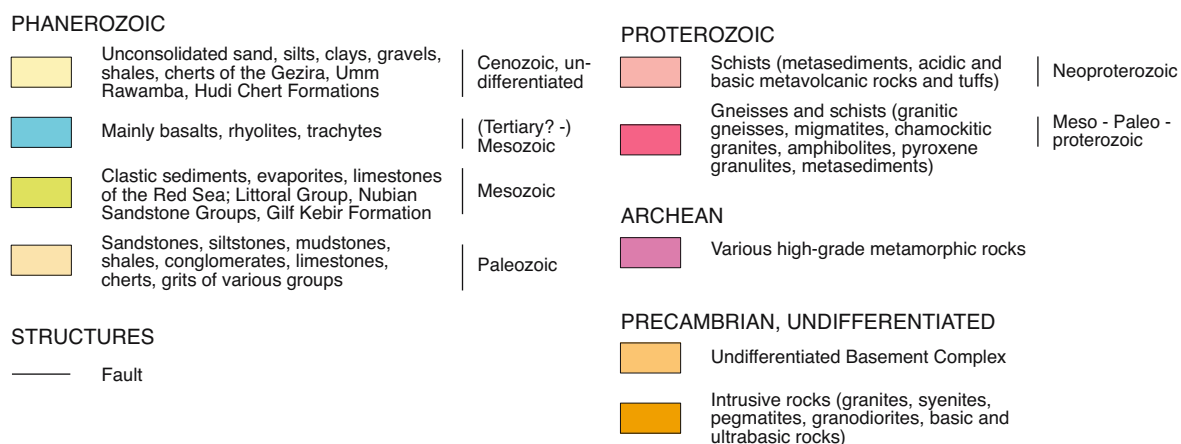 PHANEROZOIC
Unconsolidated sand, silts, clays, gravels,
shales, cherts of the Gezira, Umm
Rawamba, Hudi Chert Formations
Cenozoic, un-
differentiated
Mainly basalts, rhyolites, trachytes
(Tertiary? -)
Mesozoic
Clastic sediments, evaporites, limestones
of the Red Sea; Littoral Group, Nubian
Sandstone Groups, Gilf Kebir Formation
Mesozoic
Sandstones, siltstones, mudstones,
shales, conglomerates, limestones,
cherts, grits of various groups
Paleozoic
STRUCTURES
Fault
PROTEROZOIC
Schists (metasediments, acidic and
basic metavolcanic rocks and tuffs)
Neoproterozoic
Gneisses and schists (granitic
gneisses, migmatites, chamockitic
granites, amphibolites, pyroxene
granulites, metasediments)
Meso - Paleo -
proterozoic
ARCHEAN
Various high-grade metamorphic rocks
PRECAMBRIAN, UNDIFFERENTIATED
Undifferentiated Basement Complex
Intrusive rocks (granites, syenites,
pegmatites, granodiorites, basic and
ultrabasic rocks)